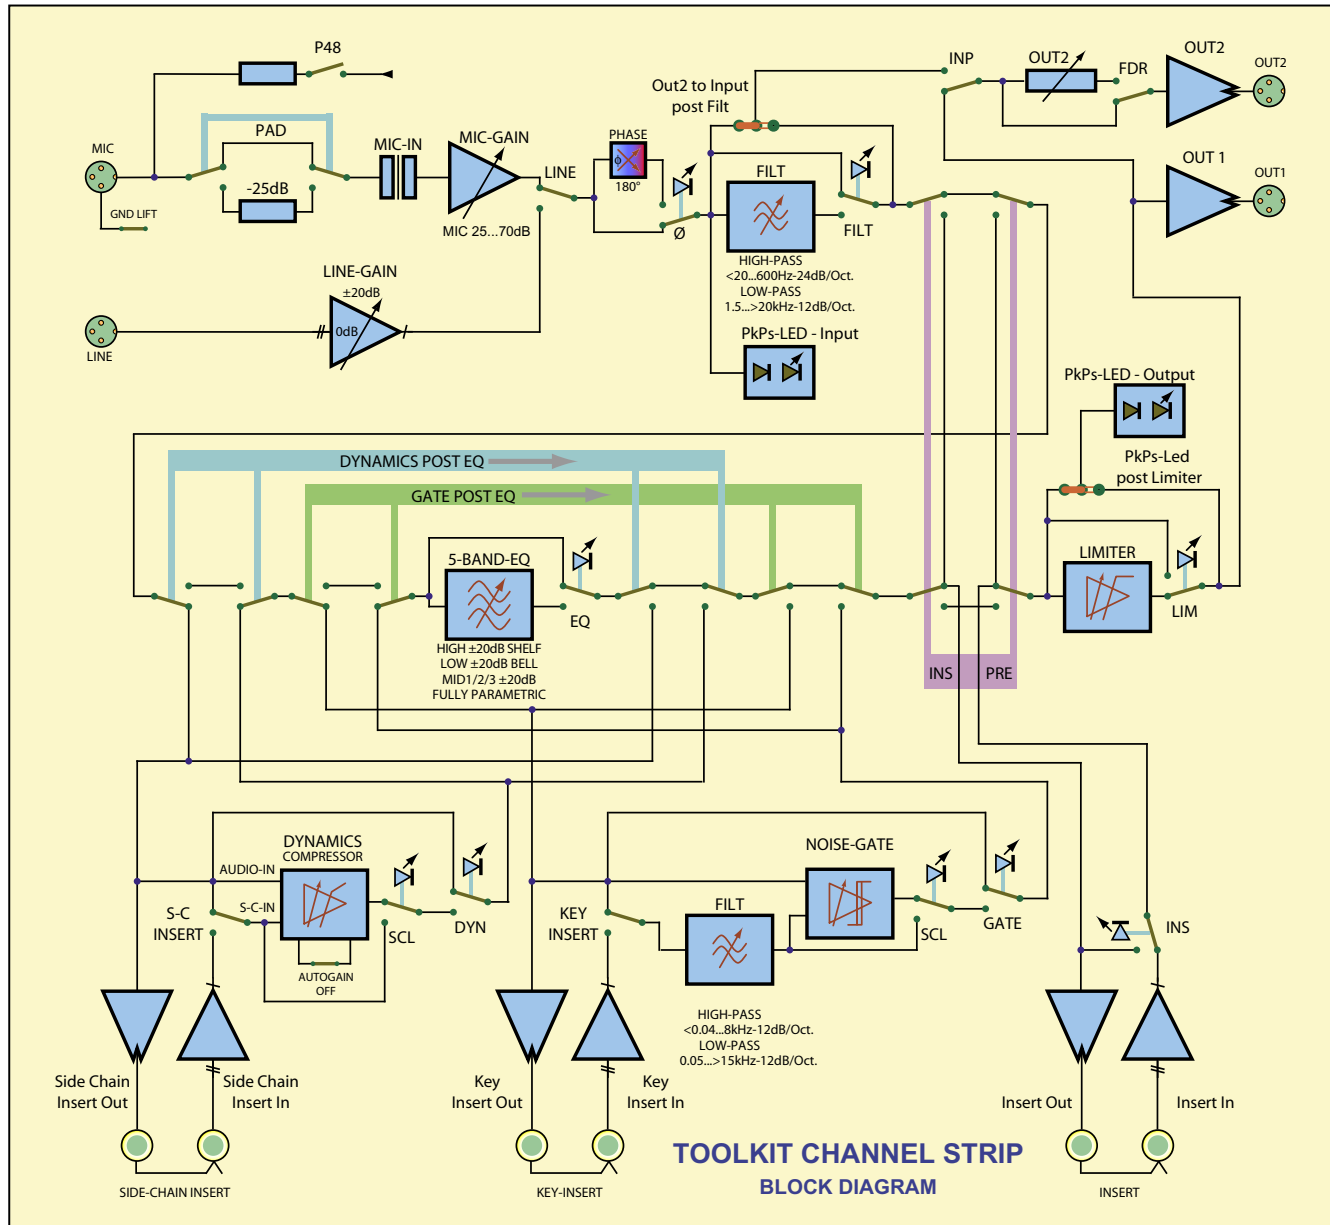 P48
INP
OUT2
FDR
OUT2
OUT2
Out2 to Input
post Filt
MIC
PAD
MIC-IN
MIC-GAIN
LINE
PHASE
ϕ
180°
-25dB
GND LIFT
MIC 25...70dB
Ø
FILT
FILT
HIGH-PASS
<20...600Hz-24dB/Oct.
LOW-PASS
1.5...>20kHz-12dB/Oct.
OUT 1
OUT1
LINE-GAIN
±20dB
0dB
LINE
PkPs-LED - Input
PkPs-LED - Output
PkPs-Led
post Limiter
DYNAMICS POST EQ
GATE POST EQ
5-BAND-EQ
EQ
HIGH ±20dB SHELF
LOW ±20dB BELL
MID1/2/3 ±20dB
FULLY PARAMETRIC
LIMITER
LIM
INS
PRE
DYNAMICS
COMPRESSOR
AUDIO-IN
S-C-IN
S-C
INSERT
SCL
DYN
AUTOGAIN
OFF
NOISE-GATE
KEY
INSERT
FILT
SCL
GATE
INS
HIGH-PASS
<0.04...8kHz-12dB/Oct.
LOW-PASS
0.05...>15kHz-12dB/Oct.
Side Chain
Insert Out
Side Chain
Insert In
Key
Insert Out
Key
Insert In
Insert Out
Insert In
TOOLKIT CHANNEL STRIP
BLOCK DIAGRAM
SIDE-CHAIN INSERT
KEY-INSERT
INSERT